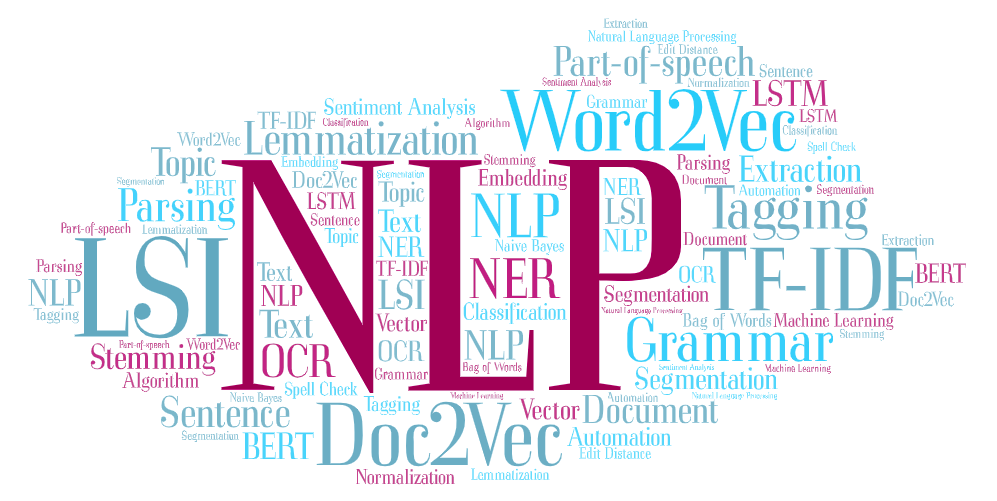 Extraction
Natural Language Processing
Edit Distance
Part-of-speech
Sentence
Sentiment Analysis
Normalization
LSTM
Word2Vec
Grammar
LSTM
Classification
Sentiment Analysis
TF-IDF
Classification
Algorithm
Lemmatization
Word2Vec
Spell Check
Topic
Embedding
Stemming
Parsing
Extraction
Segmentation
BERT
Doc2Vec
Segmentation
Topic
Embedding
Document
Automation
Segmentation
NER
Parsing
LSTM
Tagging
NLP
LSI
Part-of-speech
Lemmatization
Sentence
Topic
Text
NER
NLP
Naive Bayes
NLP
Document
Extraction
LSI
Parsing
Text
TF-IDF
NER
OCR
TF-IDF
BERT
NLP
Tagging
NLP
LSI
Segmentation
Doc2Vec
Text
Vector
Classification
Natural Language Processing
Bag of Words
Machine Learning
Stemming
Part-of-speech
Word2Vec
Stemming
OCR
OCR
NLP
Grammar
Algorithm
Grammar
Bag of Words
Sentiment Analysis
Machine Learning
Segmentation
Spell Check
Naive Bayes
Machine Learning
Automation
Natural Language Processing
Sentence
Tagging
Vector
Document
Segmentation
BERT
Doc2Vec
Automation
Edit Distance
Normalization
Lemmatization